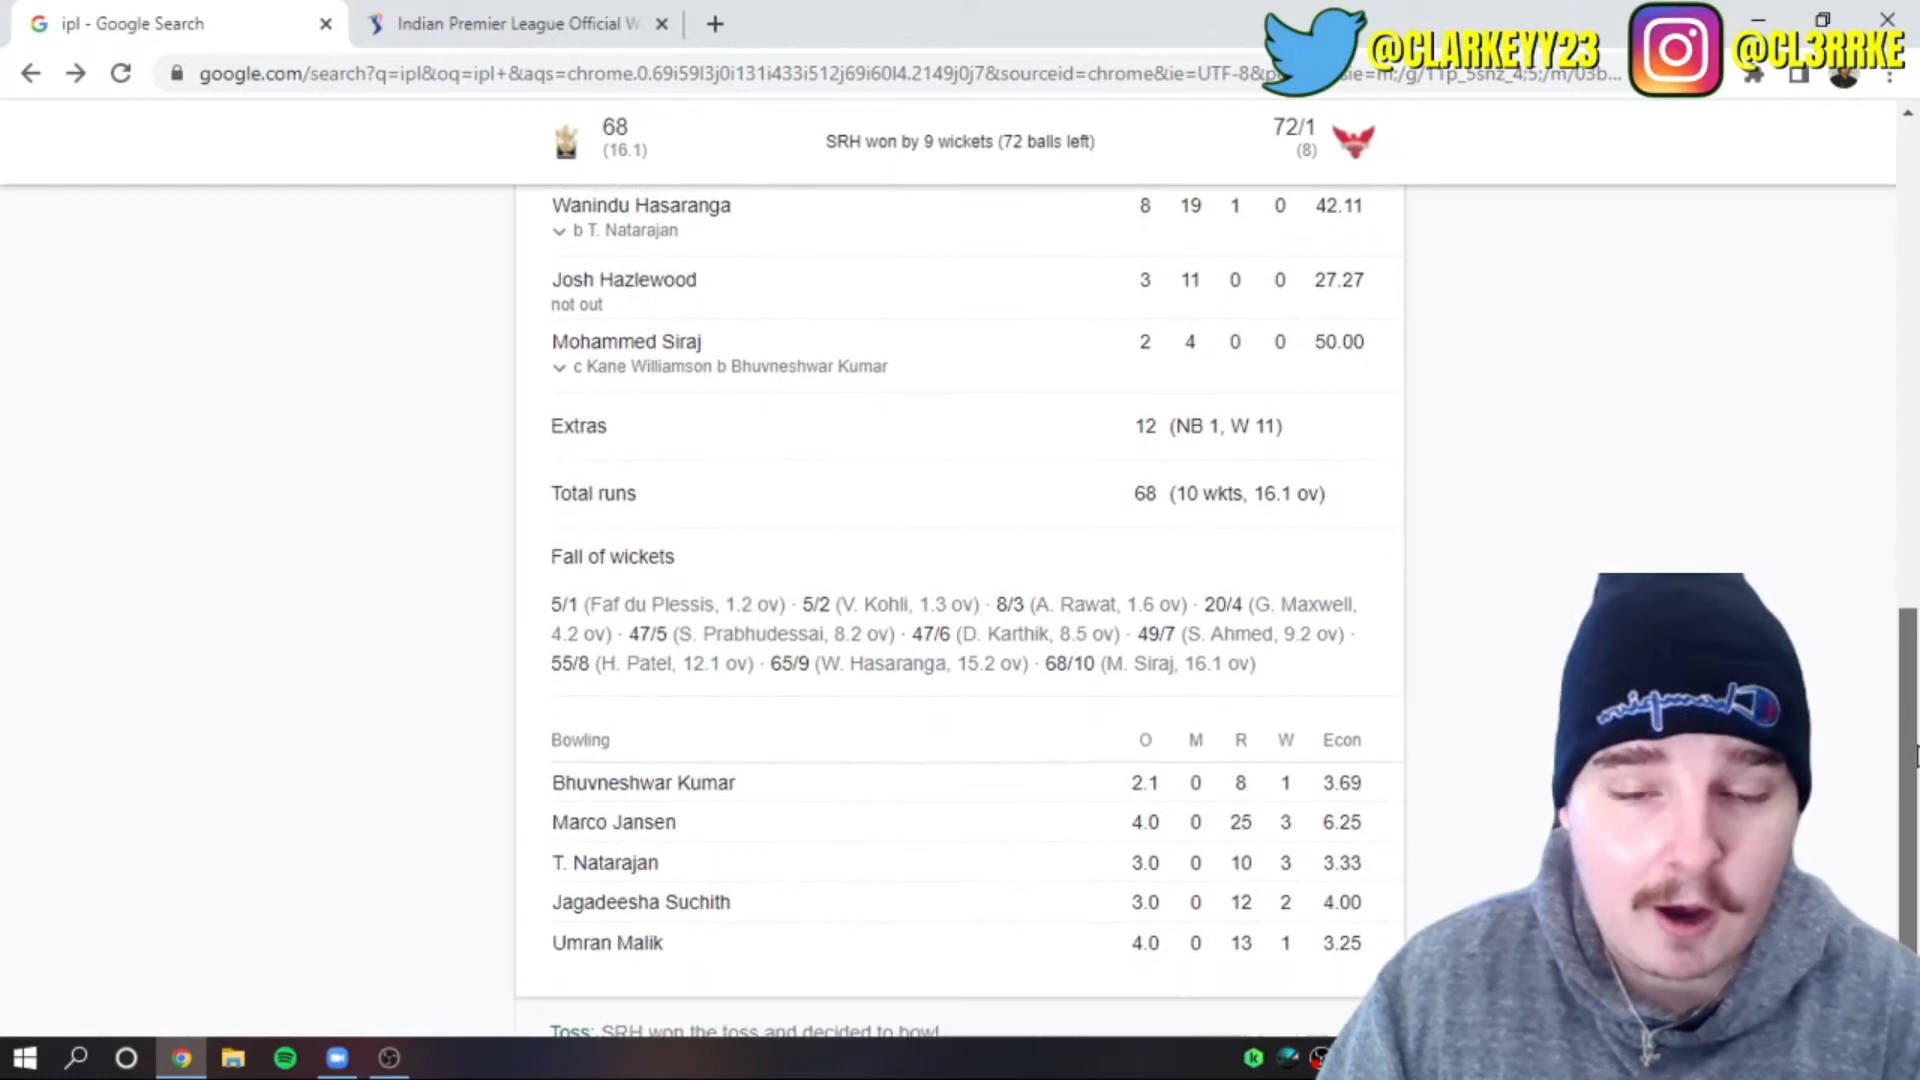 ipl - Google Search
Indian Premier League Official W
@CLARKEYY23
@CL3RRKE
google.com/search?q=ipl&oq=ipl+&aqs=chrome.0.69i59l3j0i131i433i512j69i60l4.2149j0j7&sourceid=chrome&ie=UTF-8&p sie=m;/g/11p_5snz_4;5;/m/03b...
68 SRH won by 9 wickets (72 balls left) 72/1
(16.1) (8)
Wanindu Hasaranga 8 19 1 0 42.11
b T. Natarajan
Josh Hazlewood 3 11 0 0 27.27
not out
Mohammed Siraj 2 4 0 0 50.00
c Kane Williamson b Bhuvneshwar Kumar
Extras 12 (NB 1, W 11)
Total runs 68 (10 wkts, 16.1 ov)
Fall of wickets
5/1 (Faf du Plessis, 1.2 ov) · 5/2 (V. Kohli, 1.3 ov) · 8/3 (A. Rawat, 1.6 ov) · 20/4 (G. Maxwell,
4.2 ov) · 47/5 (S. Prabhudessai, 8.2 ov) · 47/6 (D. Karthik, 8.5 ov) · 49/7 (S. Ahmed, 9.2 ov) ·
55/8 (H. Patel, 12.1 ov) · 65/9 (W. Hasaranga, 15.2 ov) · 68/10 (M. Siraj, 16.1 ov)
Bowling O M R W Econ
Bhuvneshwar Kumar 2.1 0 8 1 3.69
Marco Jansen 4.0 0 25 3 6.25
T. Natarajan 3.0 0 10 3 3.33
Jagadeesha Suchith 3.0 0 12 2 4.00
Umran Malik 4.0 0 13 1 3.25
Toss: SRH won the toss and decided to bowl
Champion